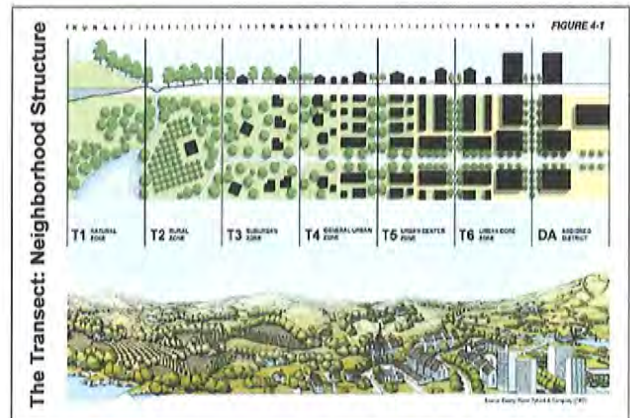 FIGURE 4-1
The Transect: Neighborhood Structure
T1 NATURAL ZONE
T2 RURAL ZONE
T3 SUBURBAN ZONE
T4 GENERAL URBAN ZONE
T5 URBAN CENTER ZONE
T6 URBAN CORE ZONE
DA ASSIGNED DISTRICT